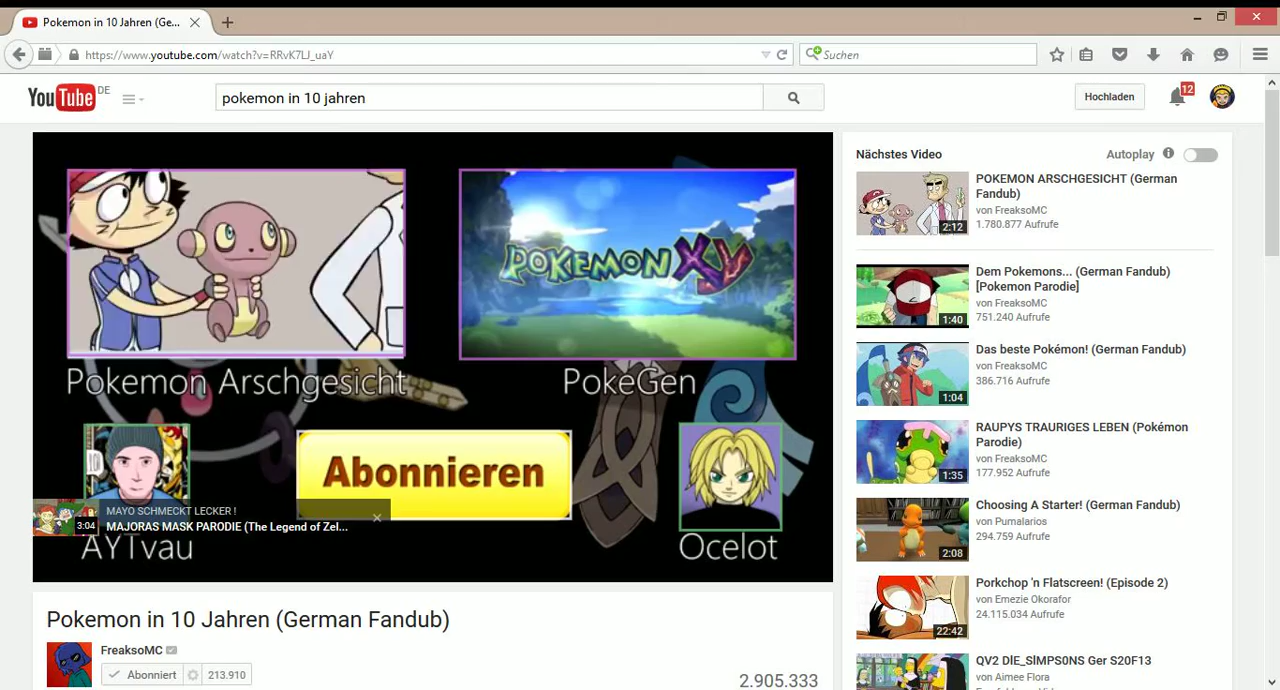 Pokemon in 10 Jahren (Ge...
https://www.youtube.com/watch?v=RRvK7LJ_uaY
Suchen
YouTube DE
pokemon in 10 jahren
Hochladen
12
POKEMON XY
Pokemon Arschgesicht
PokeGen
Abonnieren
MAYO SCHMECKT LECKER !
3:04
MAJORAS MASK PARODIE (The Legend of Zel...
AYTvau
Ocelot
Pokemon in 10 Jahren (German Fandub)
FreaksoMC
Abonniert
213.910
2.905.333
Nächstes Video
Autoplay
POKEMON ARSCHGESICHT (German
Fandub)
von FreaksoMC
1.780.877 Aufrufe
2:12
Dem Pokemons... (German Fandub)
[Pokemon Parodie]
von FreaksoMC
751.240 Aufrufe
1:40
Das beste Pokémon! (German Fandub)
von FreaksoMC
386.716 Aufrufe
1:04
RAUPYS TRAURIGES LEBEN (Pokémon
Parodie)
von FreaksoMC
177.952 Aufrufe
1:35
Choosing A Starter! (German Fandub)
von Pumalarios
294.759 Aufrufe
2:08
Porkchop 'n Flatscreen! (Episode 2)
von Emezie Okorafor
24.115.034 Aufrufe
22:42
QV2 DlE_SlMPS0NS Ger S20F13
von Aimee Flora